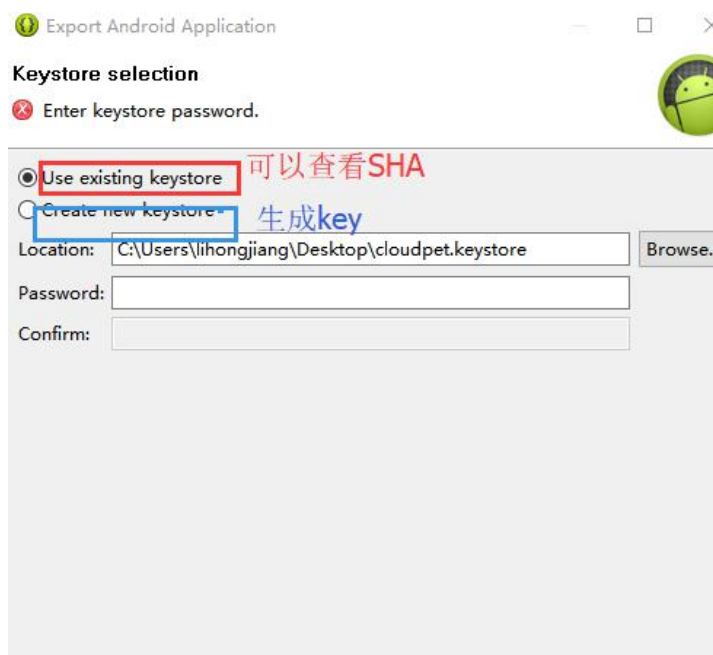 Export Android Application
Keystore selection
Enter keystore password.
Use existing keystore 可以查看SHA
Create new keystore 生成key
Location: C:\Users\lihongjiang\Desktop\cloudpet.keystore Browse.
Password:
Confirm: